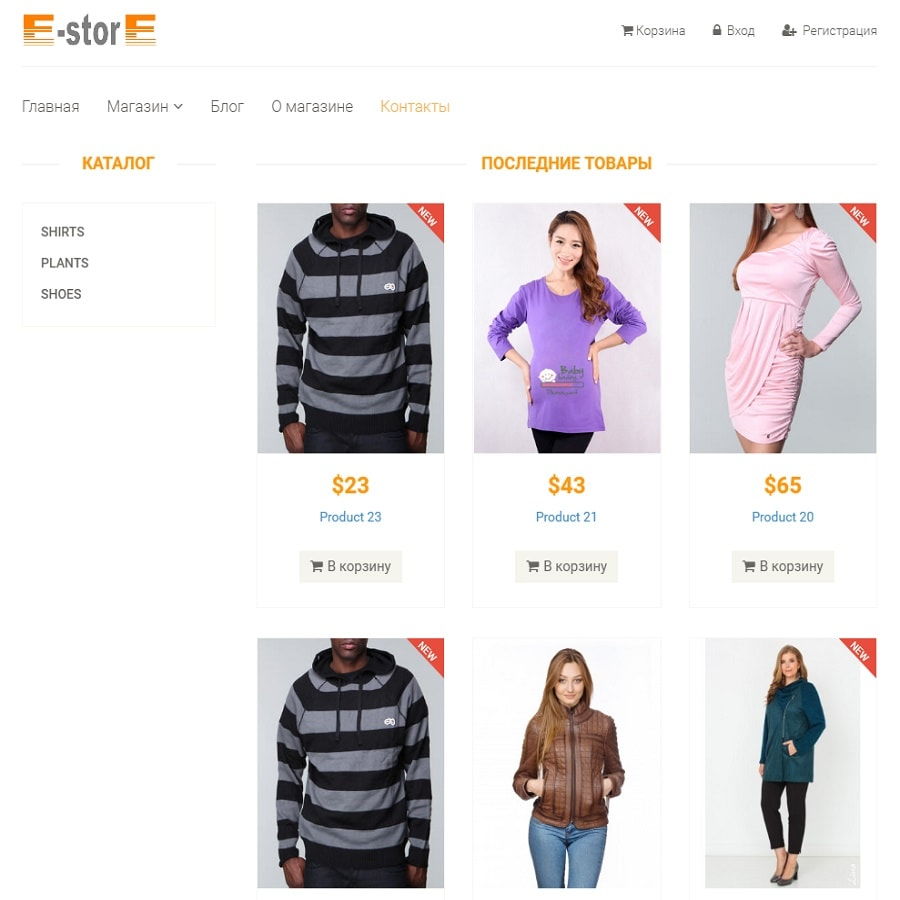 E-storE
Корзина Вход Регистрация
Главная Магазин Блог О магазине Контакты
КАТАЛОГ
SHIRTS
PLANTS
SHOES
ПОСЛЕДНИЕ ТОВАРЫ
NEW NEW NEW
Baby
$23 $43 $65
Product 23 Product 21 Product 20
В корзину В корзину В корзину
NEW NEW